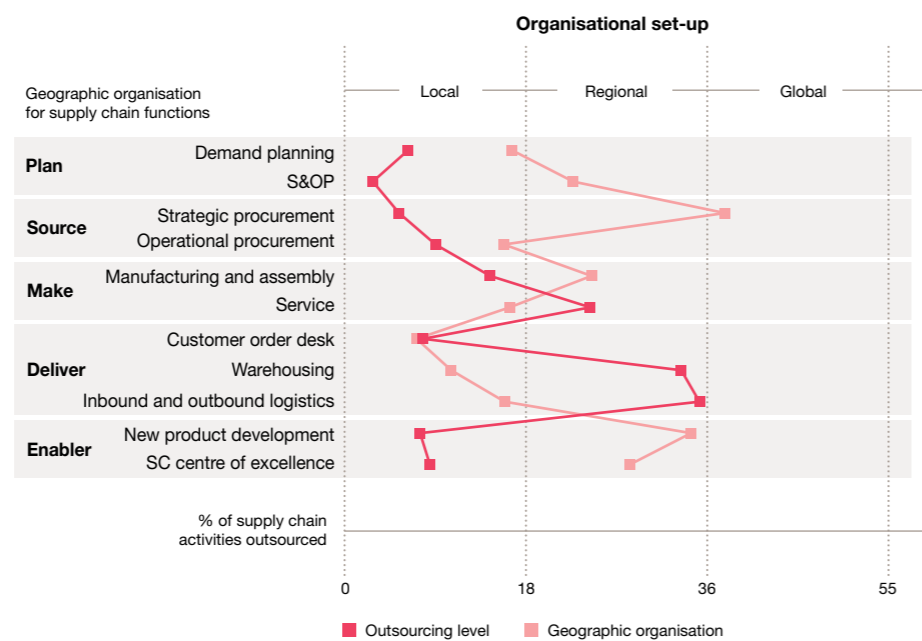 Organisational set-up
Geographic organisation
for supply chain functions
Local
Regional
Global
Plan
Demand planning
S&OP
Source
Strategic procurement
Operational procurement
Make
Manufacturing and assembly
Service
Deliver
Customer order desk
Warehousing
Inbound and outbound logistics
Enabler
New product development
SC centre of excellence
% of supply chain
activities outsourced
0
18
36
55
Outsourcing level
Geographic organisation